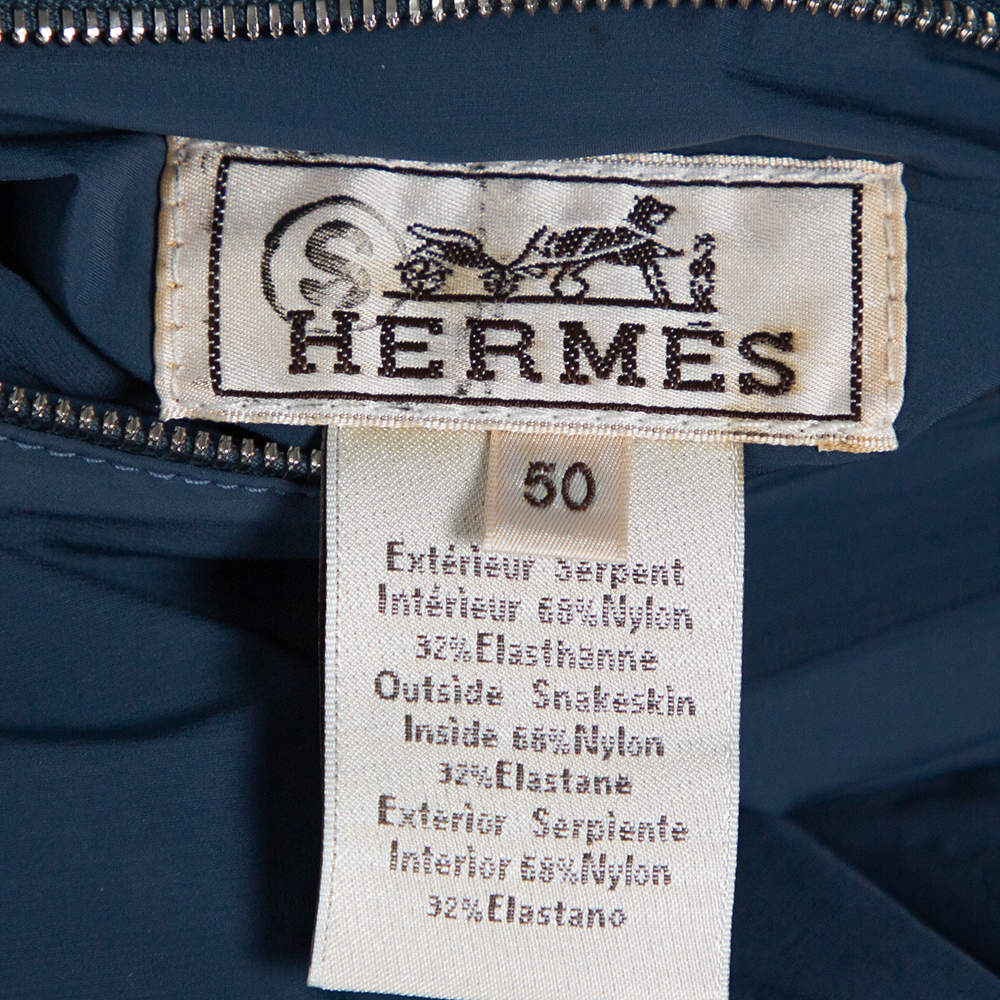 S
HERMÈS
50
Extérieur Serpent
Intérieur 68%Nylon
32%Elasthanne
Outside Snakeskin
Inside 68%Nylon
32%Elastane
Exterior Serpiente
Interior 68%Nylon
32%Elastano